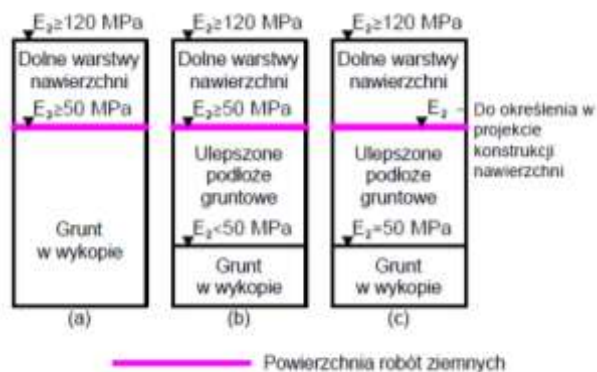 E₂≥120 MPa
E₂≥120 MPa
E₂≥120 MPa
Dolne warstwy
nawierzchni
Dolne warstwy
nawierzchni
Dolne warstwy
nawierzchni
E₂≥50 MPa
E₂≥50 MPa
E₂ - Do określenia w
projekcie
konstrukcji
nawierzchni
Grunt
w wykopie
Ulepszone
podłoże
gruntowe
Ulepszone
podłoże
gruntowe
E₂<50 MPa
E₂=50 MPa
Grunt
w wykopie
Grunt
w wykopie
(a)
(b)
(c)
Powierzchnia robót ziemnych